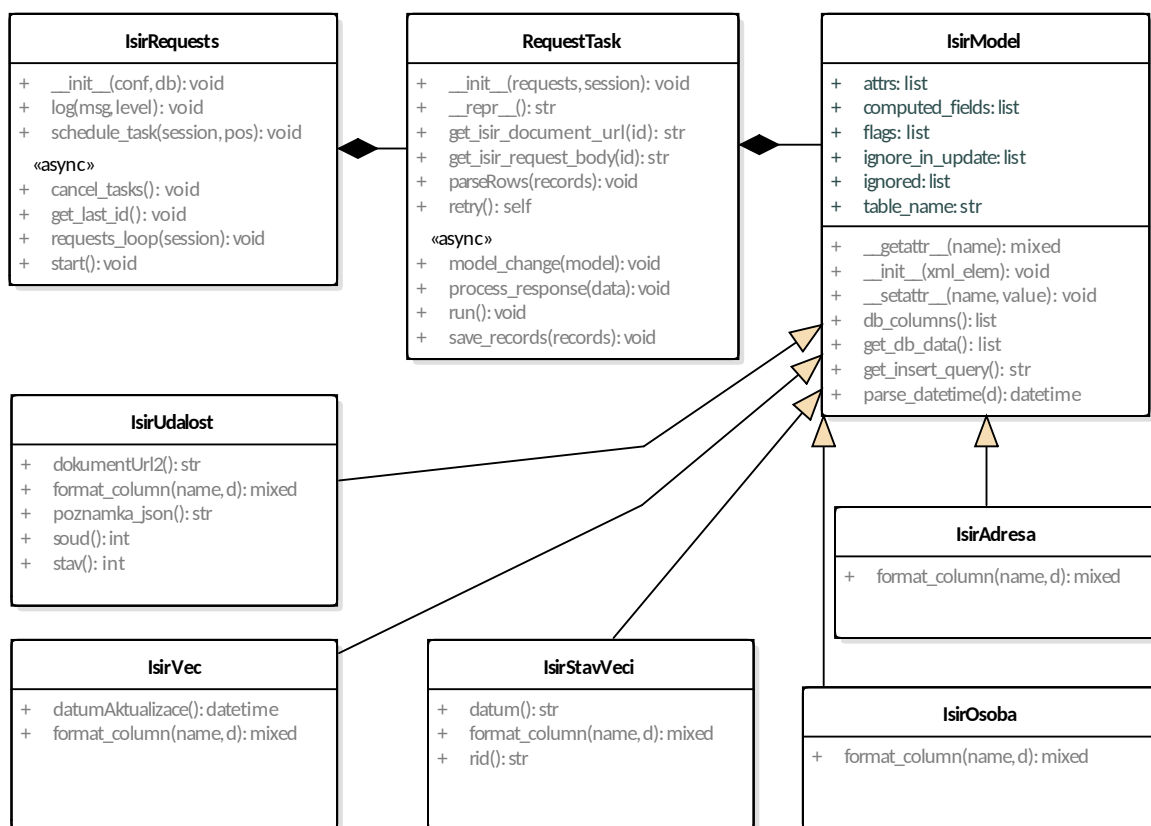 IsirRequests
+ __init__(conf, db): void
+ log(msg, level): void
+ schedule_task(session, pos): void
«async»
+ cancel_tasks(): void
+ get_last_id(): void
+ requests_loop(session): void
+ start(): void
RequestTask
+ __init__(requests, session): void
+ __repr__(): str
+ get_isir_document_url(id): str
+ get_isir_request_body(id): str
+ parseRows(records): void
+ retry(): self
«async»
+ model_change(model): void
+ process_response(data): void
+ run(): void
+ save_records(records): void
IsirModel
+ attrs: list
+ computed_fields: list
+ flags: list
+ ignore_in_update: list
+ ignored: list
+ table_name: str
+ __getattr__(name): mixed
+ __init__(xml_elem): void
+ __setattr__(name, value): void
+ db_columns(): list
+ get_db_data(): list
+ get_insert_query(): str
+ parse_datetime(d): datetime
IsirUdalost
+ dokumentUrl2(): str
+ format_column(name, d): mixed
+ poznamka_json(): str
+ soud(): int
+ stav(): int
IsirAdresa
+ format_column(name, d): mixed
IsirVec
+ datumAktualizace(): datetime
+ format_column(name, d): mixed
IsirStavVeci
+ datum(): str
+ format_column(name, d): mixed
+ rid(): str
IsirOsoba
+ format_column(name, d): mixed